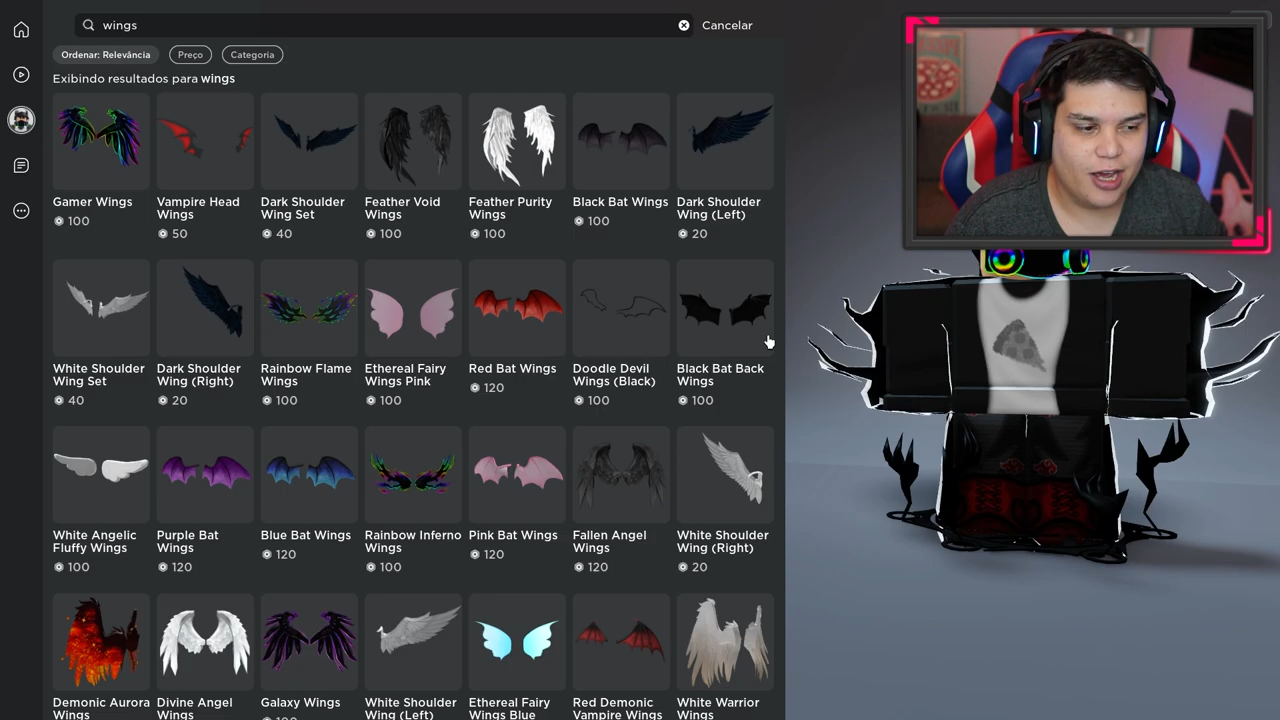 wings
Cancelar
Ordenar: Relevância
Preço
Categoria
Exibindo resultados para wings
Gamer Wings
100
Vampire Head
Wings
50
Dark Shoulder
Wing Set
40
Feather Void
Wings
100
Feather Purity
Wings
100
Black Bat Wings
100
Dark Shoulder
Wing (Left)
20
White Shoulder
Wing Set
40
Dark Shoulder
Wing (Right)
20
Rainbow Flame
Wings
100
Ethereal Fairy
Wings Pink
100
Red Bat Wings
120
Doodle Devil
Wings (Black)
100
Black Bat Back
Wings
100
White Angelic
Fluffy Wings
100
Purple Bat
Wings
120
Blue Bat Wings
120
Rainbow Inferno
Wings
100
Pink Bat Wings
120
Fallen Angel
Wings
120
White Shoulder
Wing (Right)
20
Demonic Aurora
Wings
Divine Angel
Wings
Galaxy Wings
100
White Shoulder
Wing (Left)
Ethereal Fairy
Wings Blue
Red Demonic
Vampire Wings
White Warrior
Wings